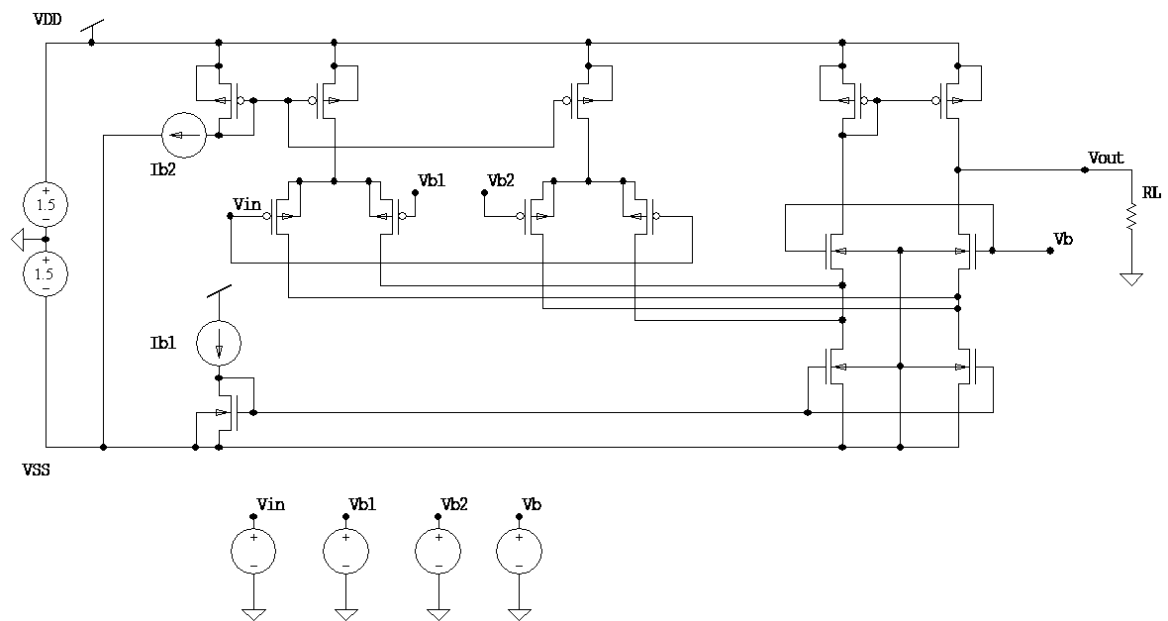 VDD
Ib2
Vb1
Vb2
Vin
Vout
RL
+
1.5
−
Vb
+
1.5
−
Ib1
VSS
Vin
Vb1
Vb2
Vb
+
+
+
+
−
−
−
−